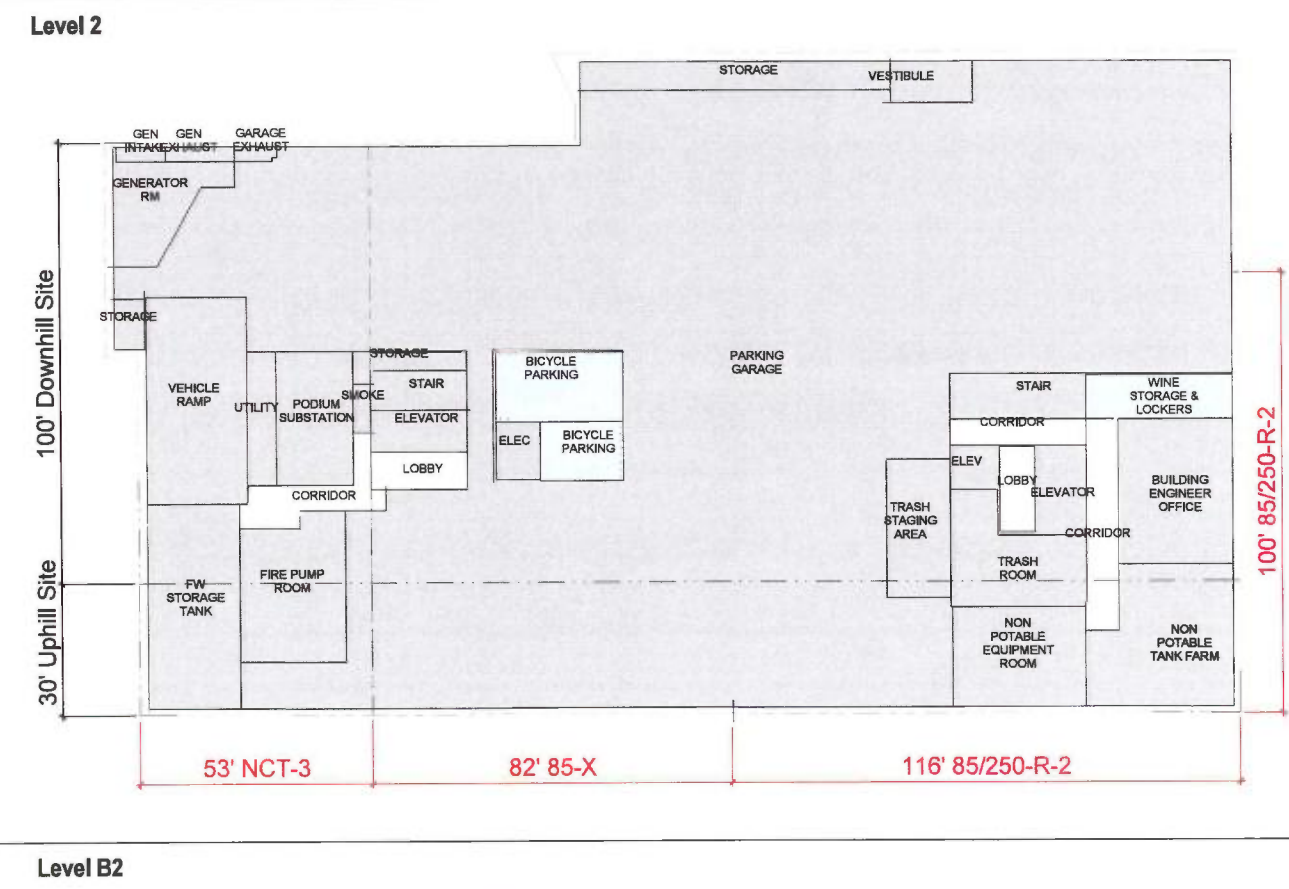 Level 2
STORAGE
VESTIBULE
GEN
INTAKE
GEN
EXHAUST
GARAGE
EXHAUST
GENERATOR
RM
100' Downhill Site
30' Uphill Site
STORAGE
VEHICLE
RAMP
UTILITY
PODIUM
SUBSTATION
SMOKE
STORAGE
STAIR
ELEVATOR
LOBBY
CORRIDOR
BICYCLE
PARKING
ELEC
BICYCLE
PARKING
PARKING
GARAGE
STAIR
WINE
STORAGE &
LOCKERS
CORRIDOR
ELEV
LOBBY
ELEVATOR
BUILDING
ENGINEER
OFFICE
TRASH
STAGING
AREA
CORRIDOR
TRASH
ROOM
FW
STORAGE
TANK
FIRE PUMP
ROOM
NON
POTABLE
EQUIPMENT
ROOM
NON
POTABLE
TANK FARM
100' 85/250-R-2
53' NCT-3
82' 85-X
116' 85/250-R-2
Level B2